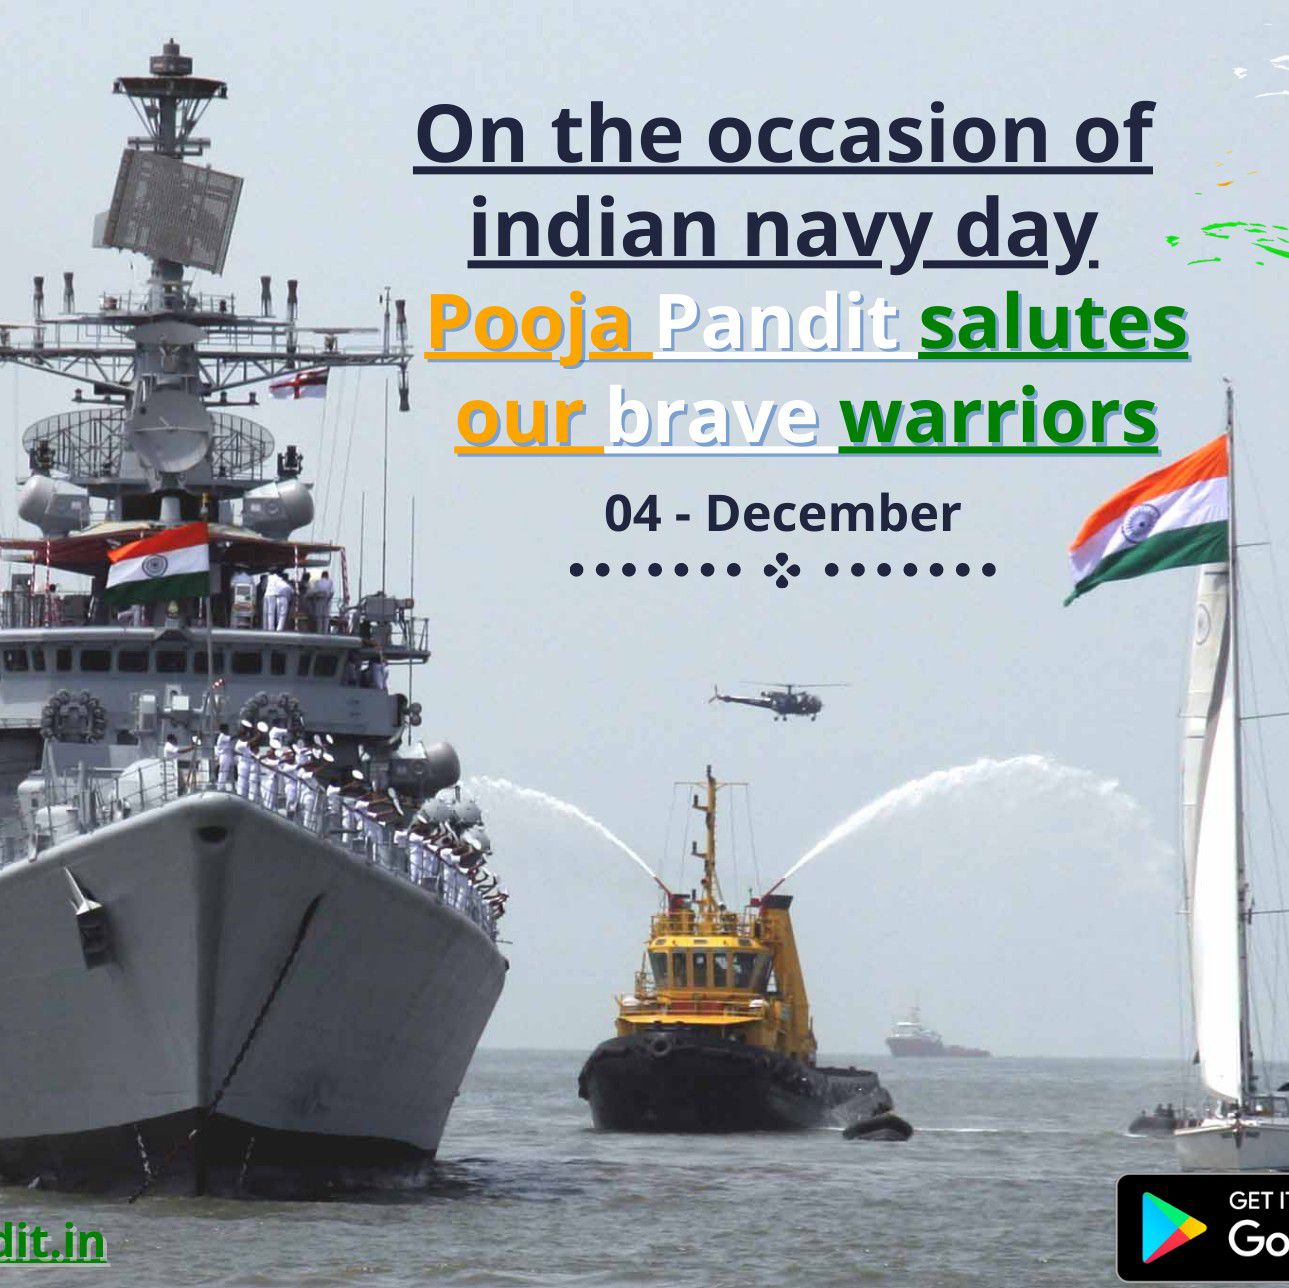 On the occasion of
indian navy day
Pooja Pandit salutes
our brave warriors
04 - December
dit.in
GET IT
Go